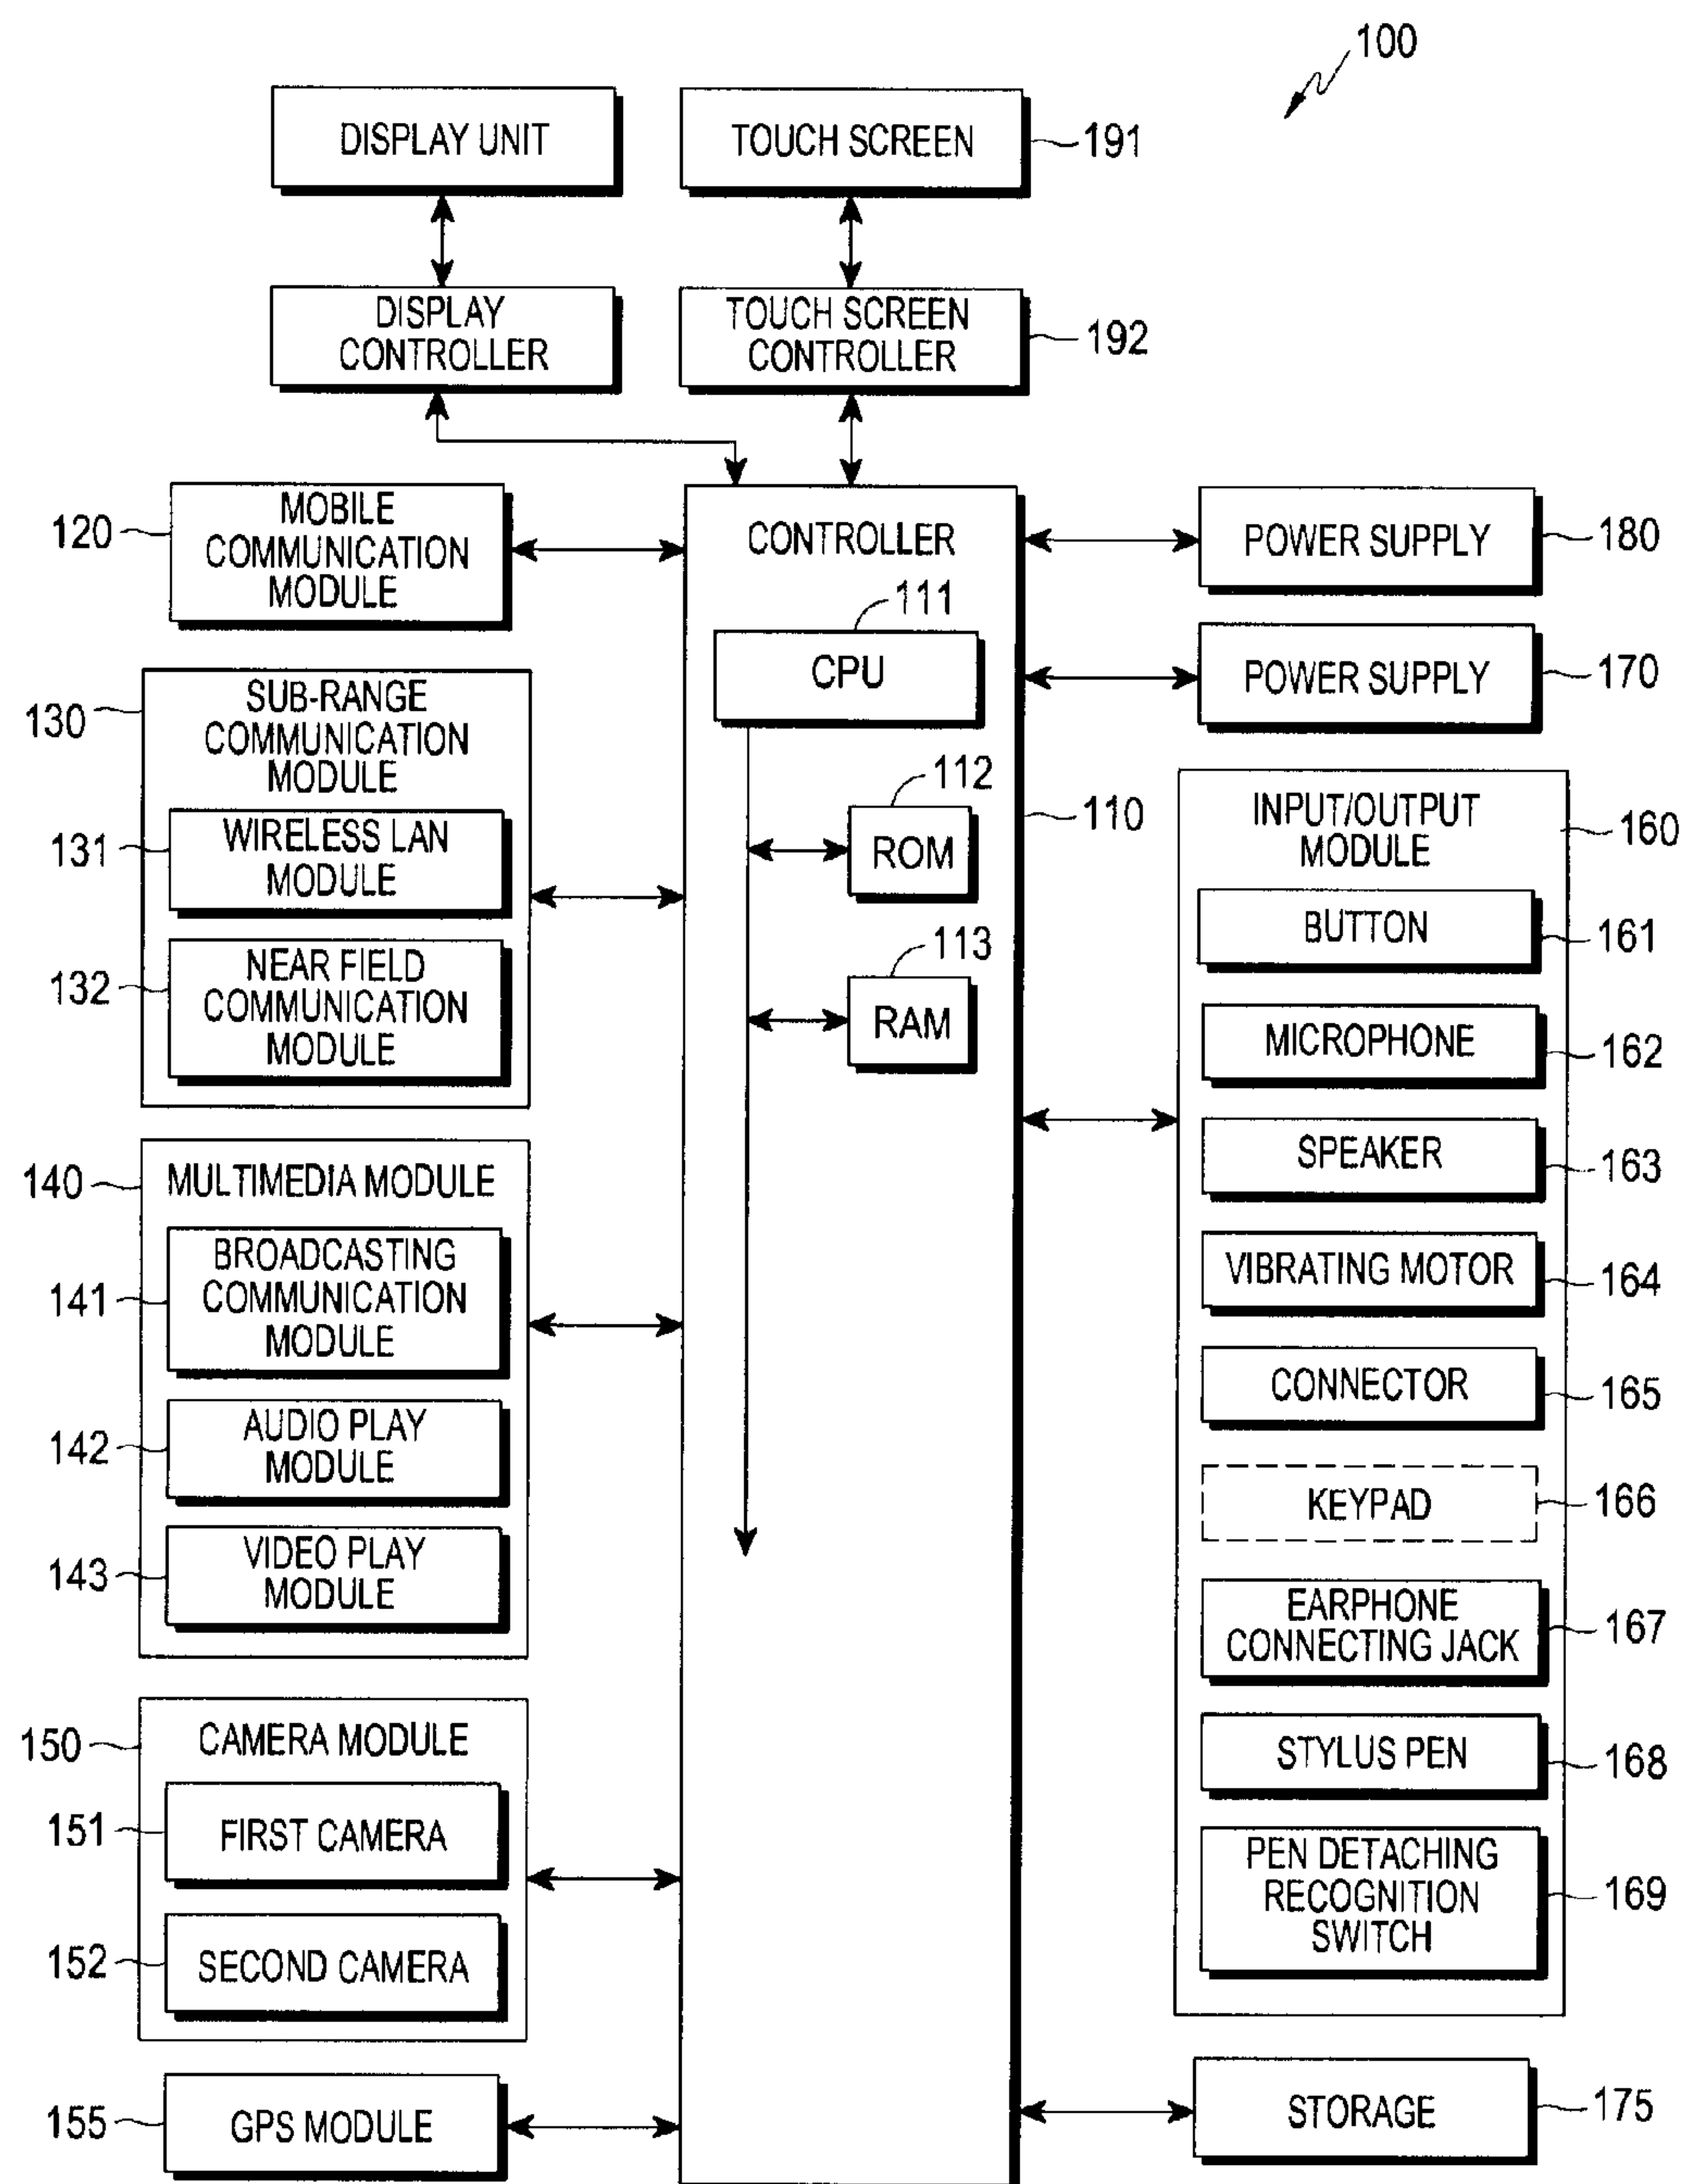 100
DISPLAY UNIT
TOUCH SCREEN
191
DISPLAY
CONTROLLER
TOUCH SCREEN
CONTROLLER
192
120
MOBILE
COMMUNICATION
MODULE
130
SUB-RANGE
COMMUNICATION
MODULE
131
WIRELESS LAN
MODULE
132
NEAR FIELD
COMMUNICATION
MODULE
140
MULTIMEDIA MODULE
141
BROADCASTING
COMMUNICATION
MODULE
142
AUDIO PLAY
MODULE
143
VIDEO PLAY
MODULE
150
CAMERA MODULE
151
FIRST CAMERA
152
SECOND CAMERA
155
GPS MODULE
CONTROLLER
111
CPU
112
ROM
113
RAM
110
POWER SUPPLY
180
POWER SUPPLY
170
INPUT/OUTPUT
MODULE
160
BUTTON
161
MICROPHONE
162
SPEAKER
163
VIBRATING MOTOR
164
CONNECTOR
165
KEYPAD
166
EARPHONE
CONNECTING JACK
167
STYLUS PEN
168
PEN DETACHING
RECOGNITION
SWITCH
169
STORAGE
175